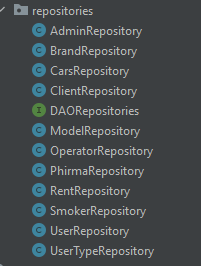 repositories
AdminRepository
BrandRepository
CarsRepository
ClientRepository
DAORepositories
ModelRepository
OperatorRepository
PhirmaRepository
RentRepository
SmokerRepository
UserRepository
UserTypeRepository